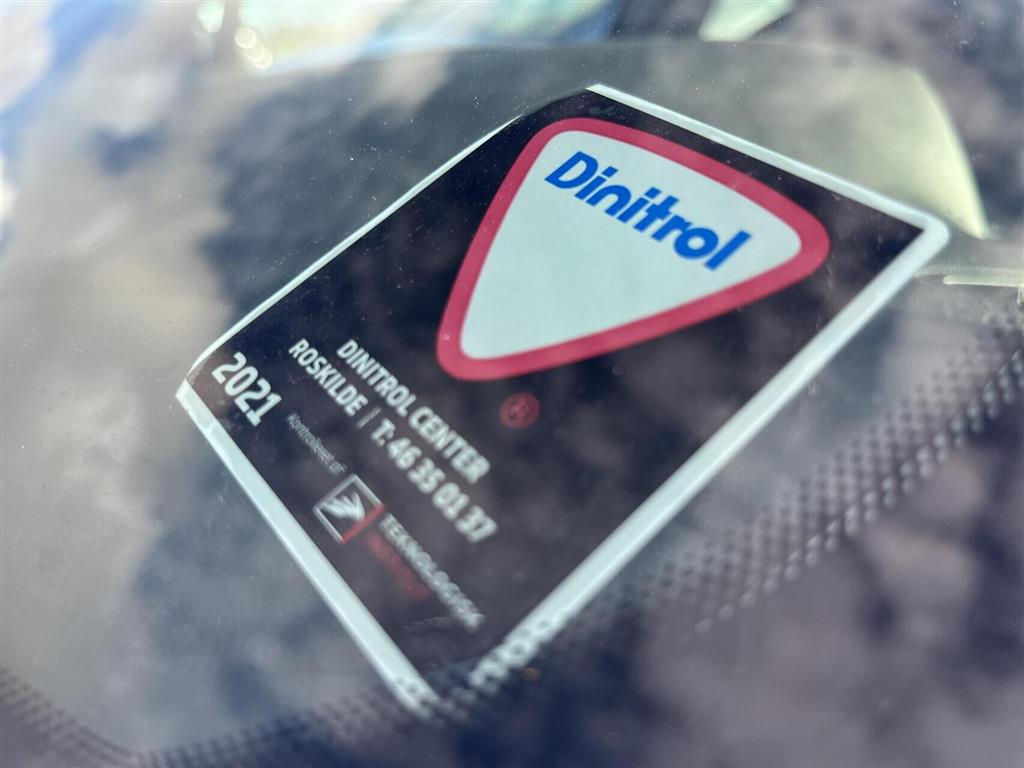 Dinitrol
®
DINITROL CENTER
ROSKILDE | T: 46 35 01 37
2021
Kontrolleret af
TEKNOLOGISK